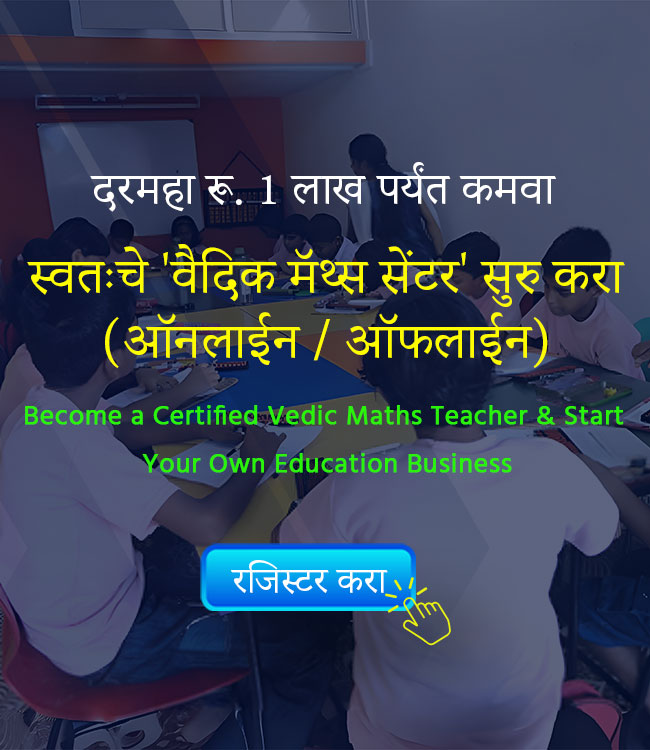 दरमहा रू. 1 लाख पर्यंत कमवा
स्वतःचे 'वैदिक मॅथ्स सेंटर' सुरु करा
(ऑनलाईन / ऑफलाईन)
Become a Certified Vedic Maths Teacher & Start
Your Own Education Business
रजिस्टर करा